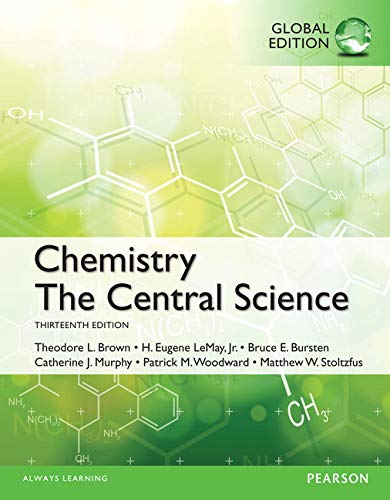 GLOBAL
EDITION
Chemistry
The Central Science
THIRTEENTH EDITION
Theodore L. Brown • H. Eugene LeMay, Jr. • Bruce E. Bursten
Catherine J. Murphy • Patrick M. Woodward • Matthew W. Stoltzfus
ALWAYS LEARNING
PEARSON